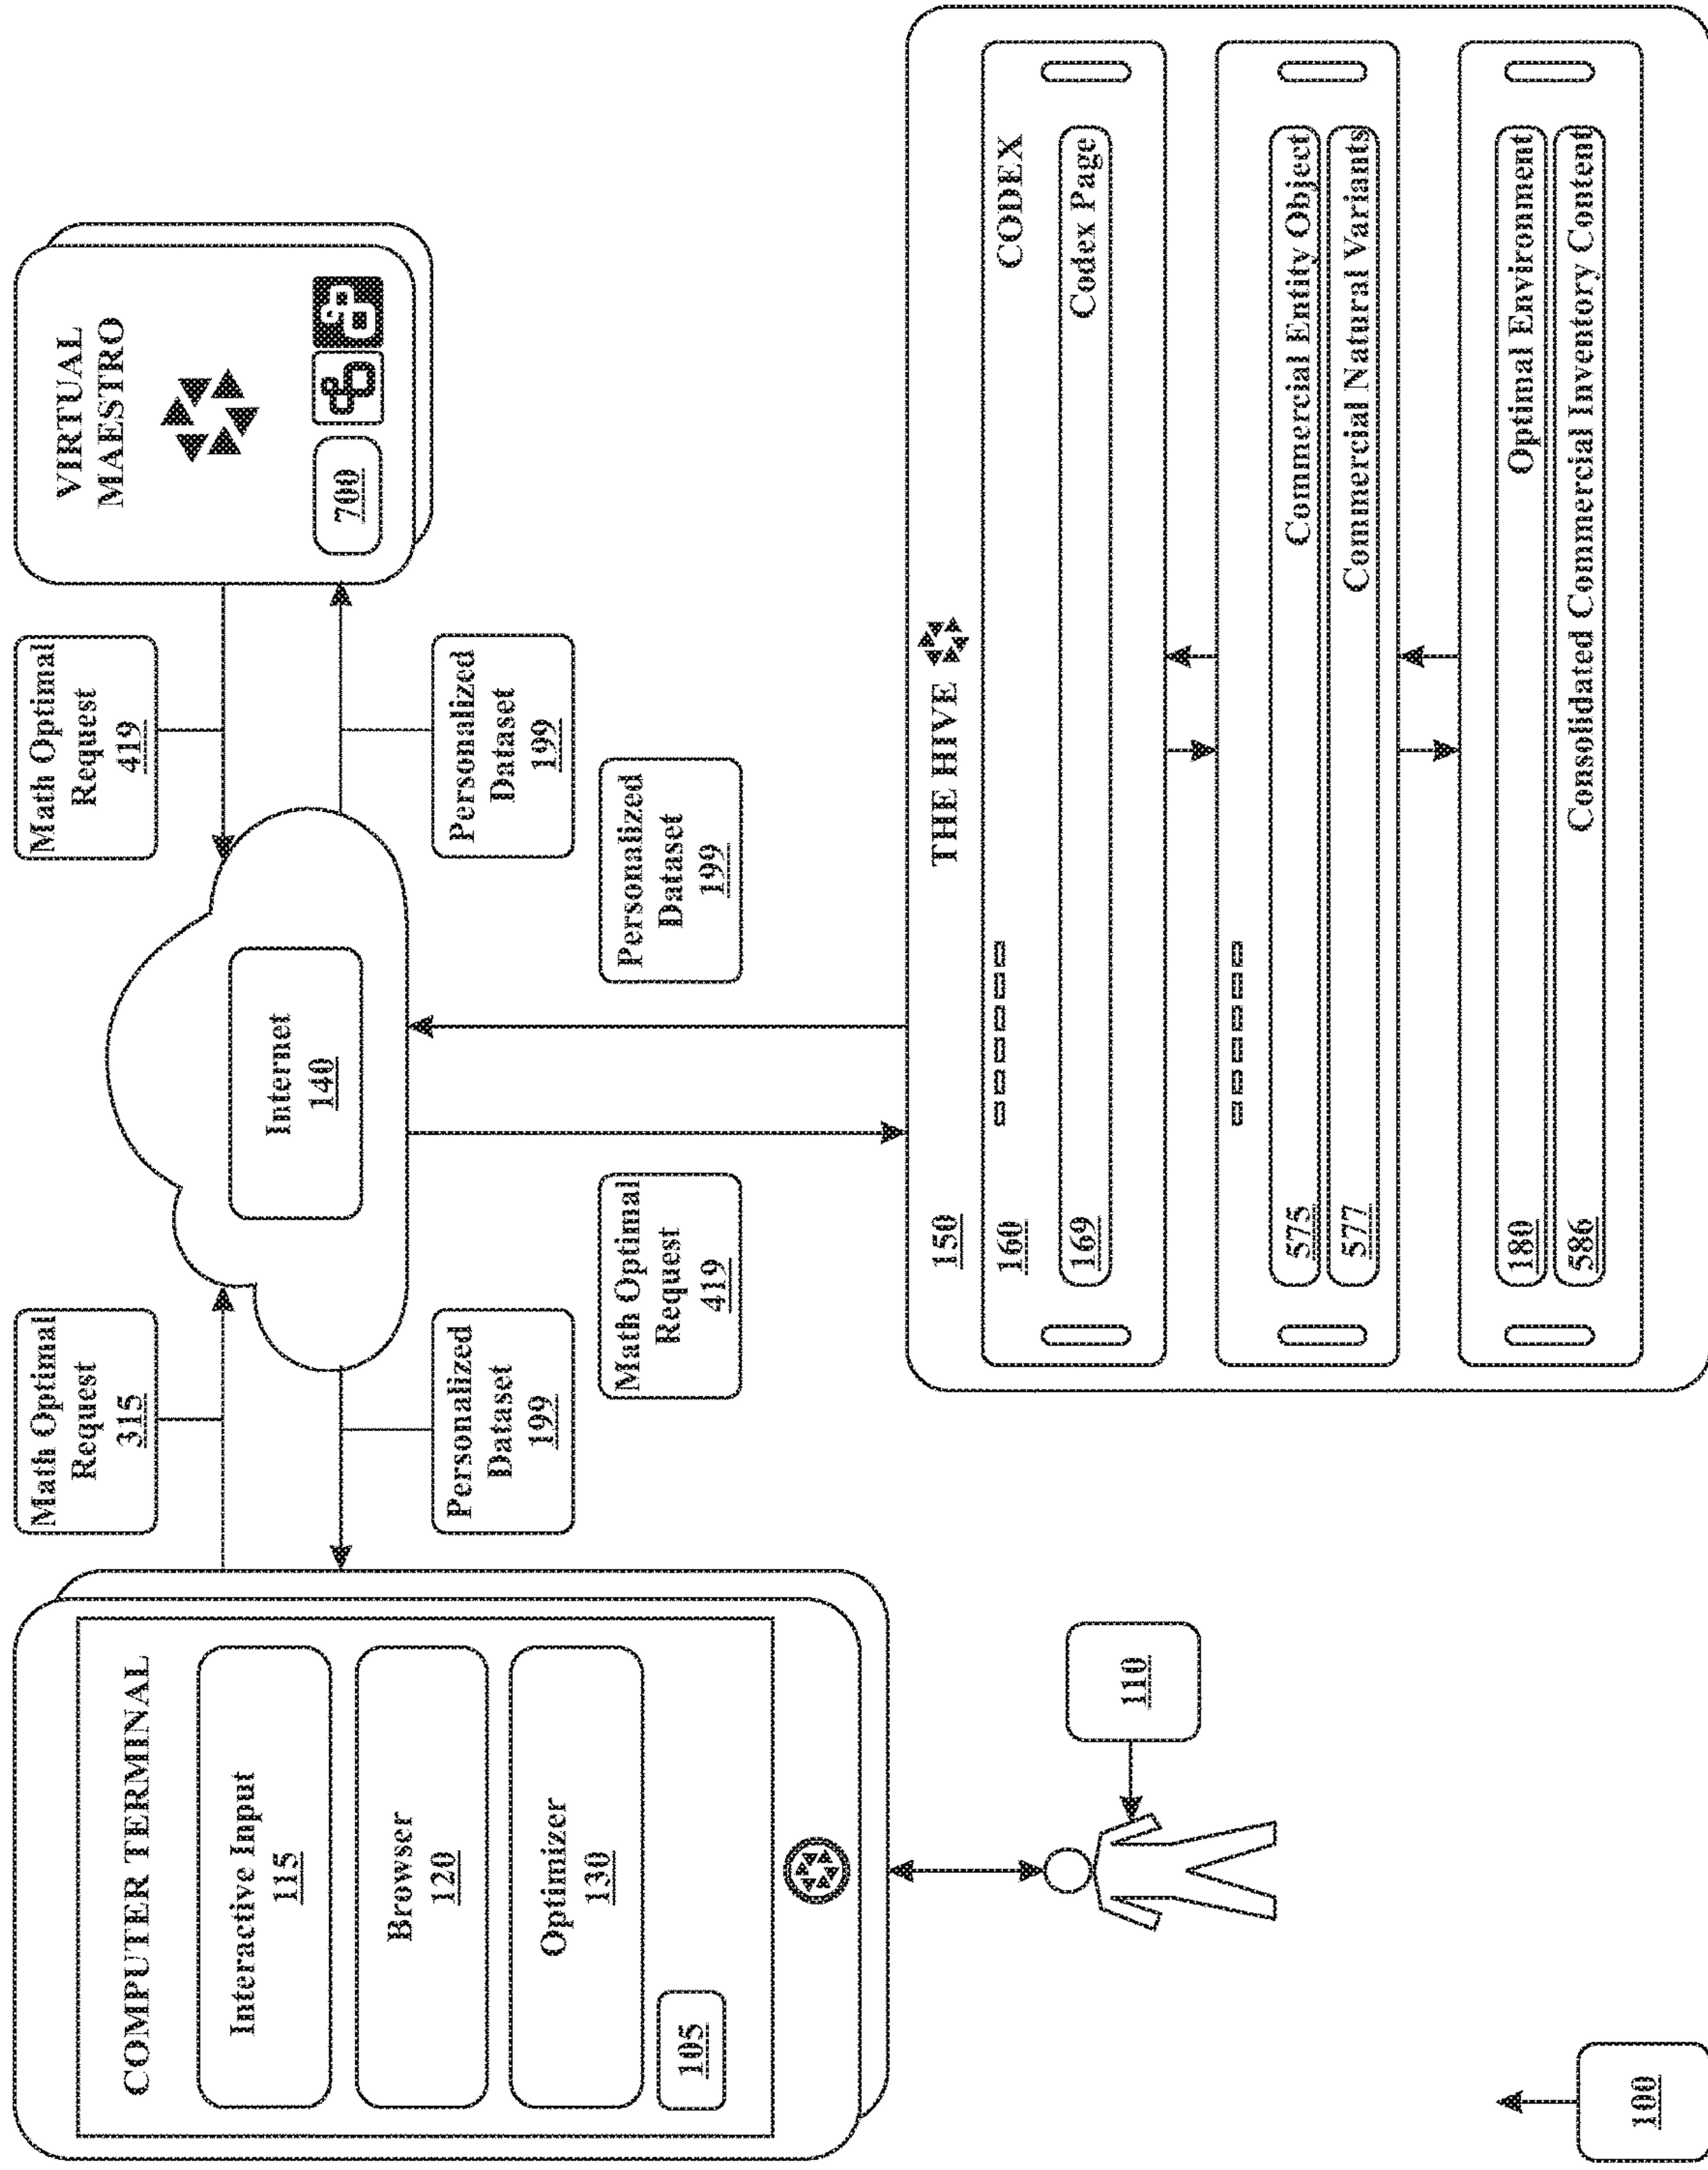 COMPUTER TERMINAL
Interactive Input
115
Browser
120
Optimizer
130
105
110
100
Math Optimal
Request
315
Personalized
Dataset
199
Internet
140
Math Optimal
Request
419
Personalized
Dataset
199
VIRTUAL
MAESTRO
700
Math Optimal
Request
419
Personalized
Dataset
199
150
THE HIVE
160
CODEX
169
Codex Page
575
Commercial Entity Object
577
Commercial Natural Variants
180
Optimal Environment
586
Consolidated Commercial Inventory Content